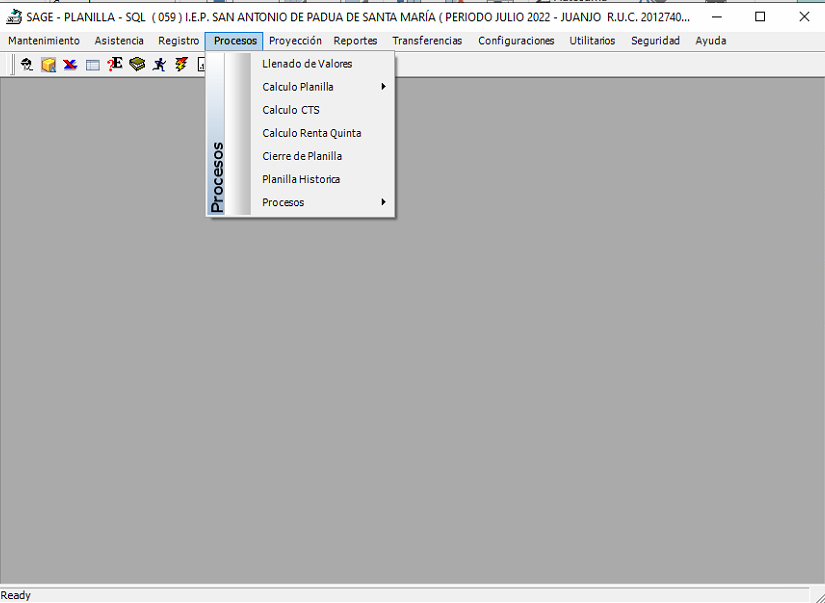 SAGE - PLANILLA - SQL ( 059 ) I.E.P. SAN ANTONIO DE PADUA DE SANTA MARÍA ( PERIODO JULIO 2022 - JUANJO R.U.C. 2012740...
Mantenimiento Asistencia Registro Procesos Proyección Reportes Transferencias Configuraciones Utilitarios Seguridad Ayuda
Llenado de Valores
Calculo Planilla
Calculo CTS
Calculo Renta Quinta
Cierre de Planilla
Planilla Historica
Procesos
Procesos
Ready